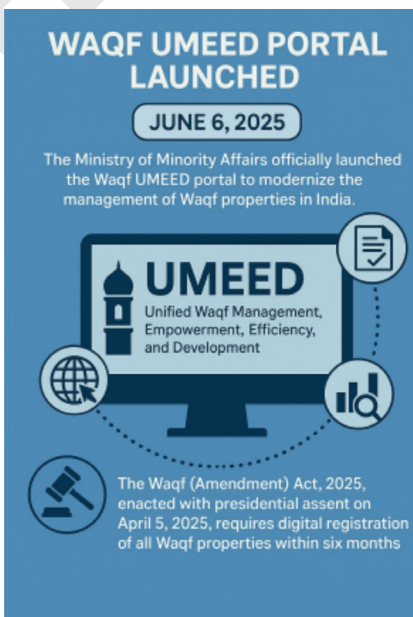 WAQF UMEED PORTAL
LAUNCHED
JUNE 6, 2025
The Ministry of Minority Affairs officially launched
the Waqf UMEED portal to modernize the
management of Waqf properties in India.
UMEED
Unified Waqf Management,
Empowerment, Efficiency,
and Development
The Waqf (Amendment) Act, 2025,
enacted with presidential assent on
April 5, 2025, requires digital registration
of all Waqf properties within six months